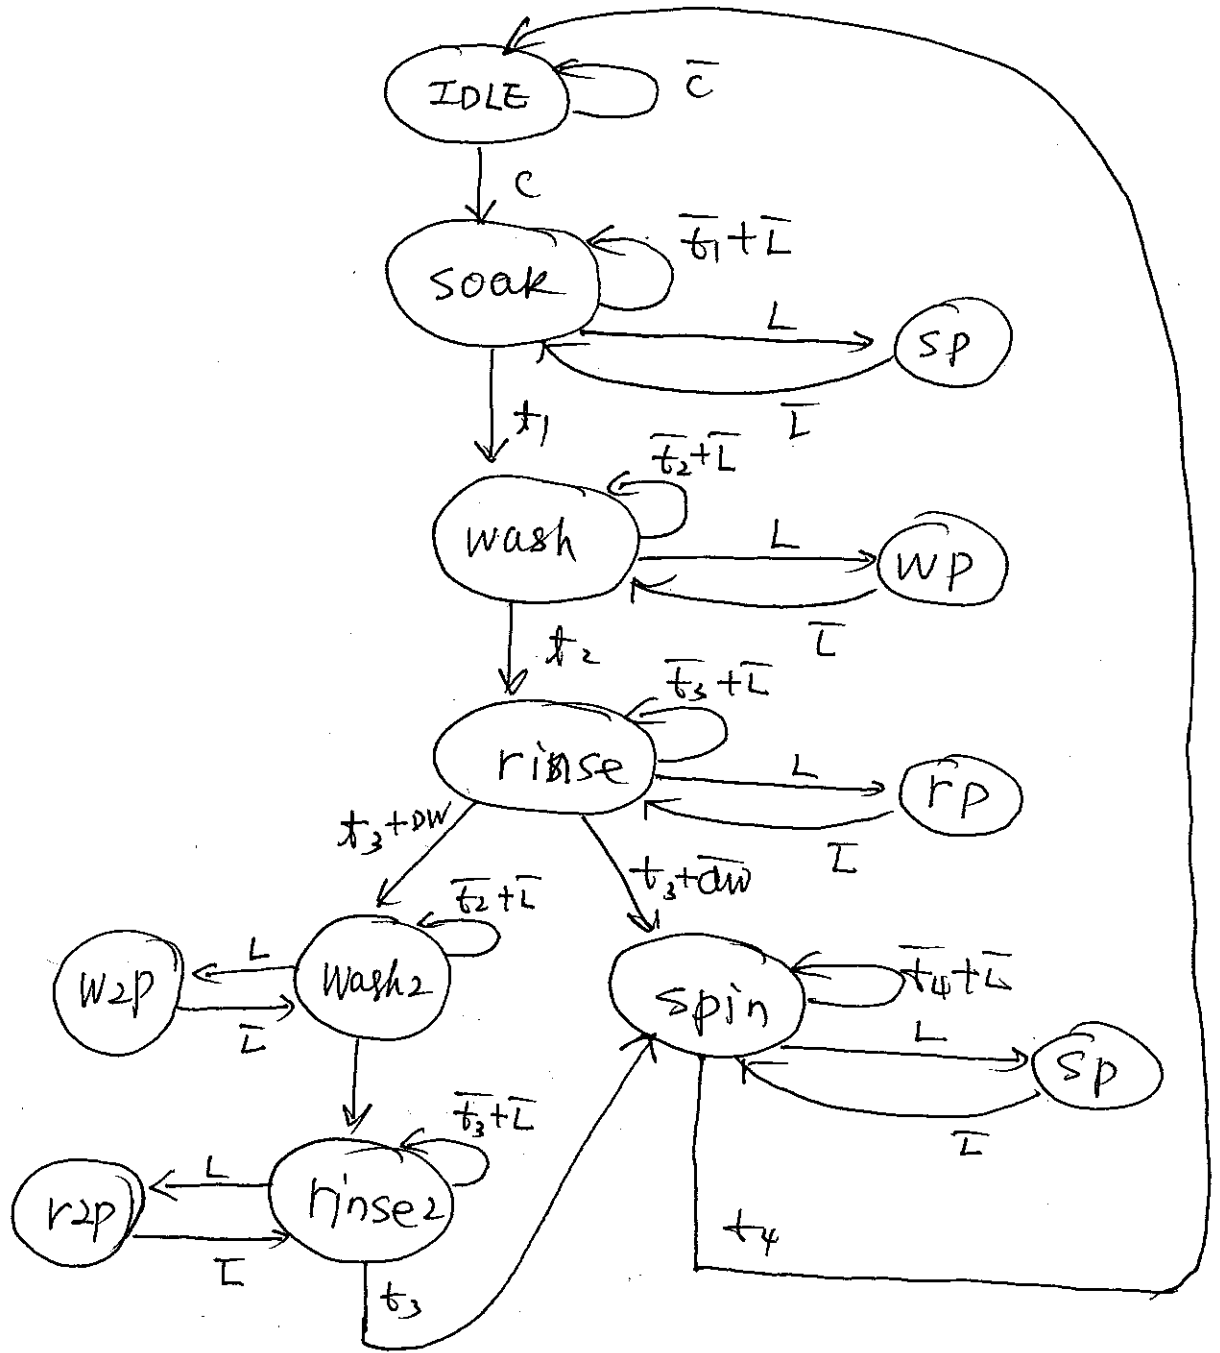 IDLE
c̅
C
soak
t̅₁+L̅
L
sp
L̅
t₁
t̅₂+L̅
wash
L
wp
L̅
t₂
t̅₃+L̅
rinse
L
rp
L̅
t₃+DW
t₃+d̅w̅
t̅₂+L̅
wash2
L
w2p
L̅
spin
t̅₄+L̅
L
sp
L̅
t̅₃+L̅
rinse2
L
r2p
L̅
t₃
t₄